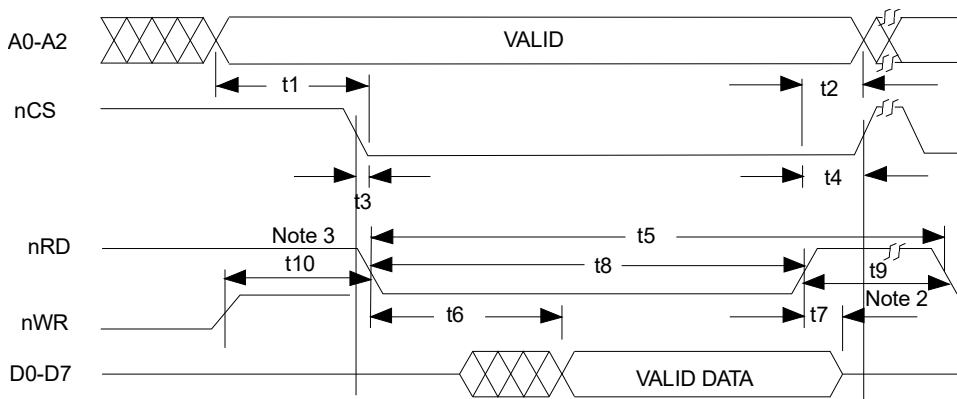 A0-A2
VALID
t1
t2
nCS
t3
t4
nRD
Note 3
t5
t10
t8
t9
Note 2
nWR
t6
t7
D0-D7
VALID DATA